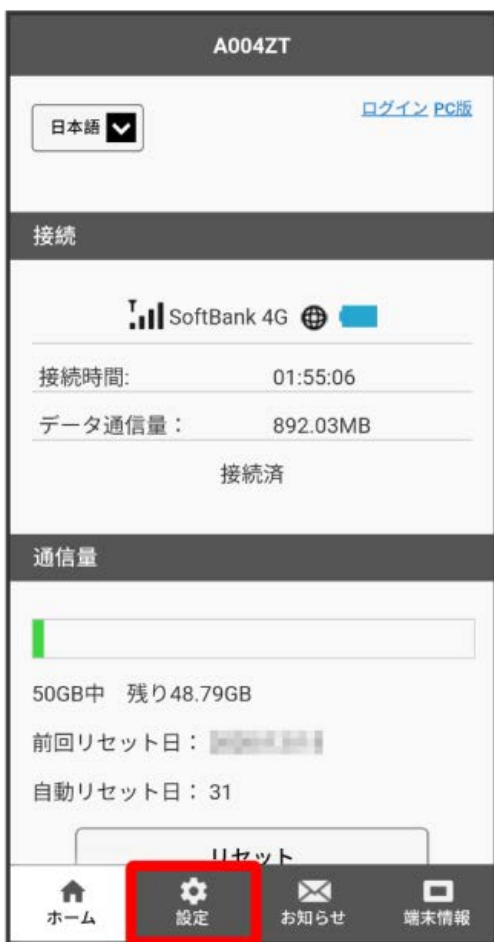 A004ZT
ログイン PC版
日本語
接続
SoftBank 4G
接続時間: 01:55:06
データ通信量： 892.03MB
接続済
通信量
50GB中 残り48.79GB
前回リセット日：
自動リセット日： 31
リセット
ホーム 設定 お知らせ 端末情報